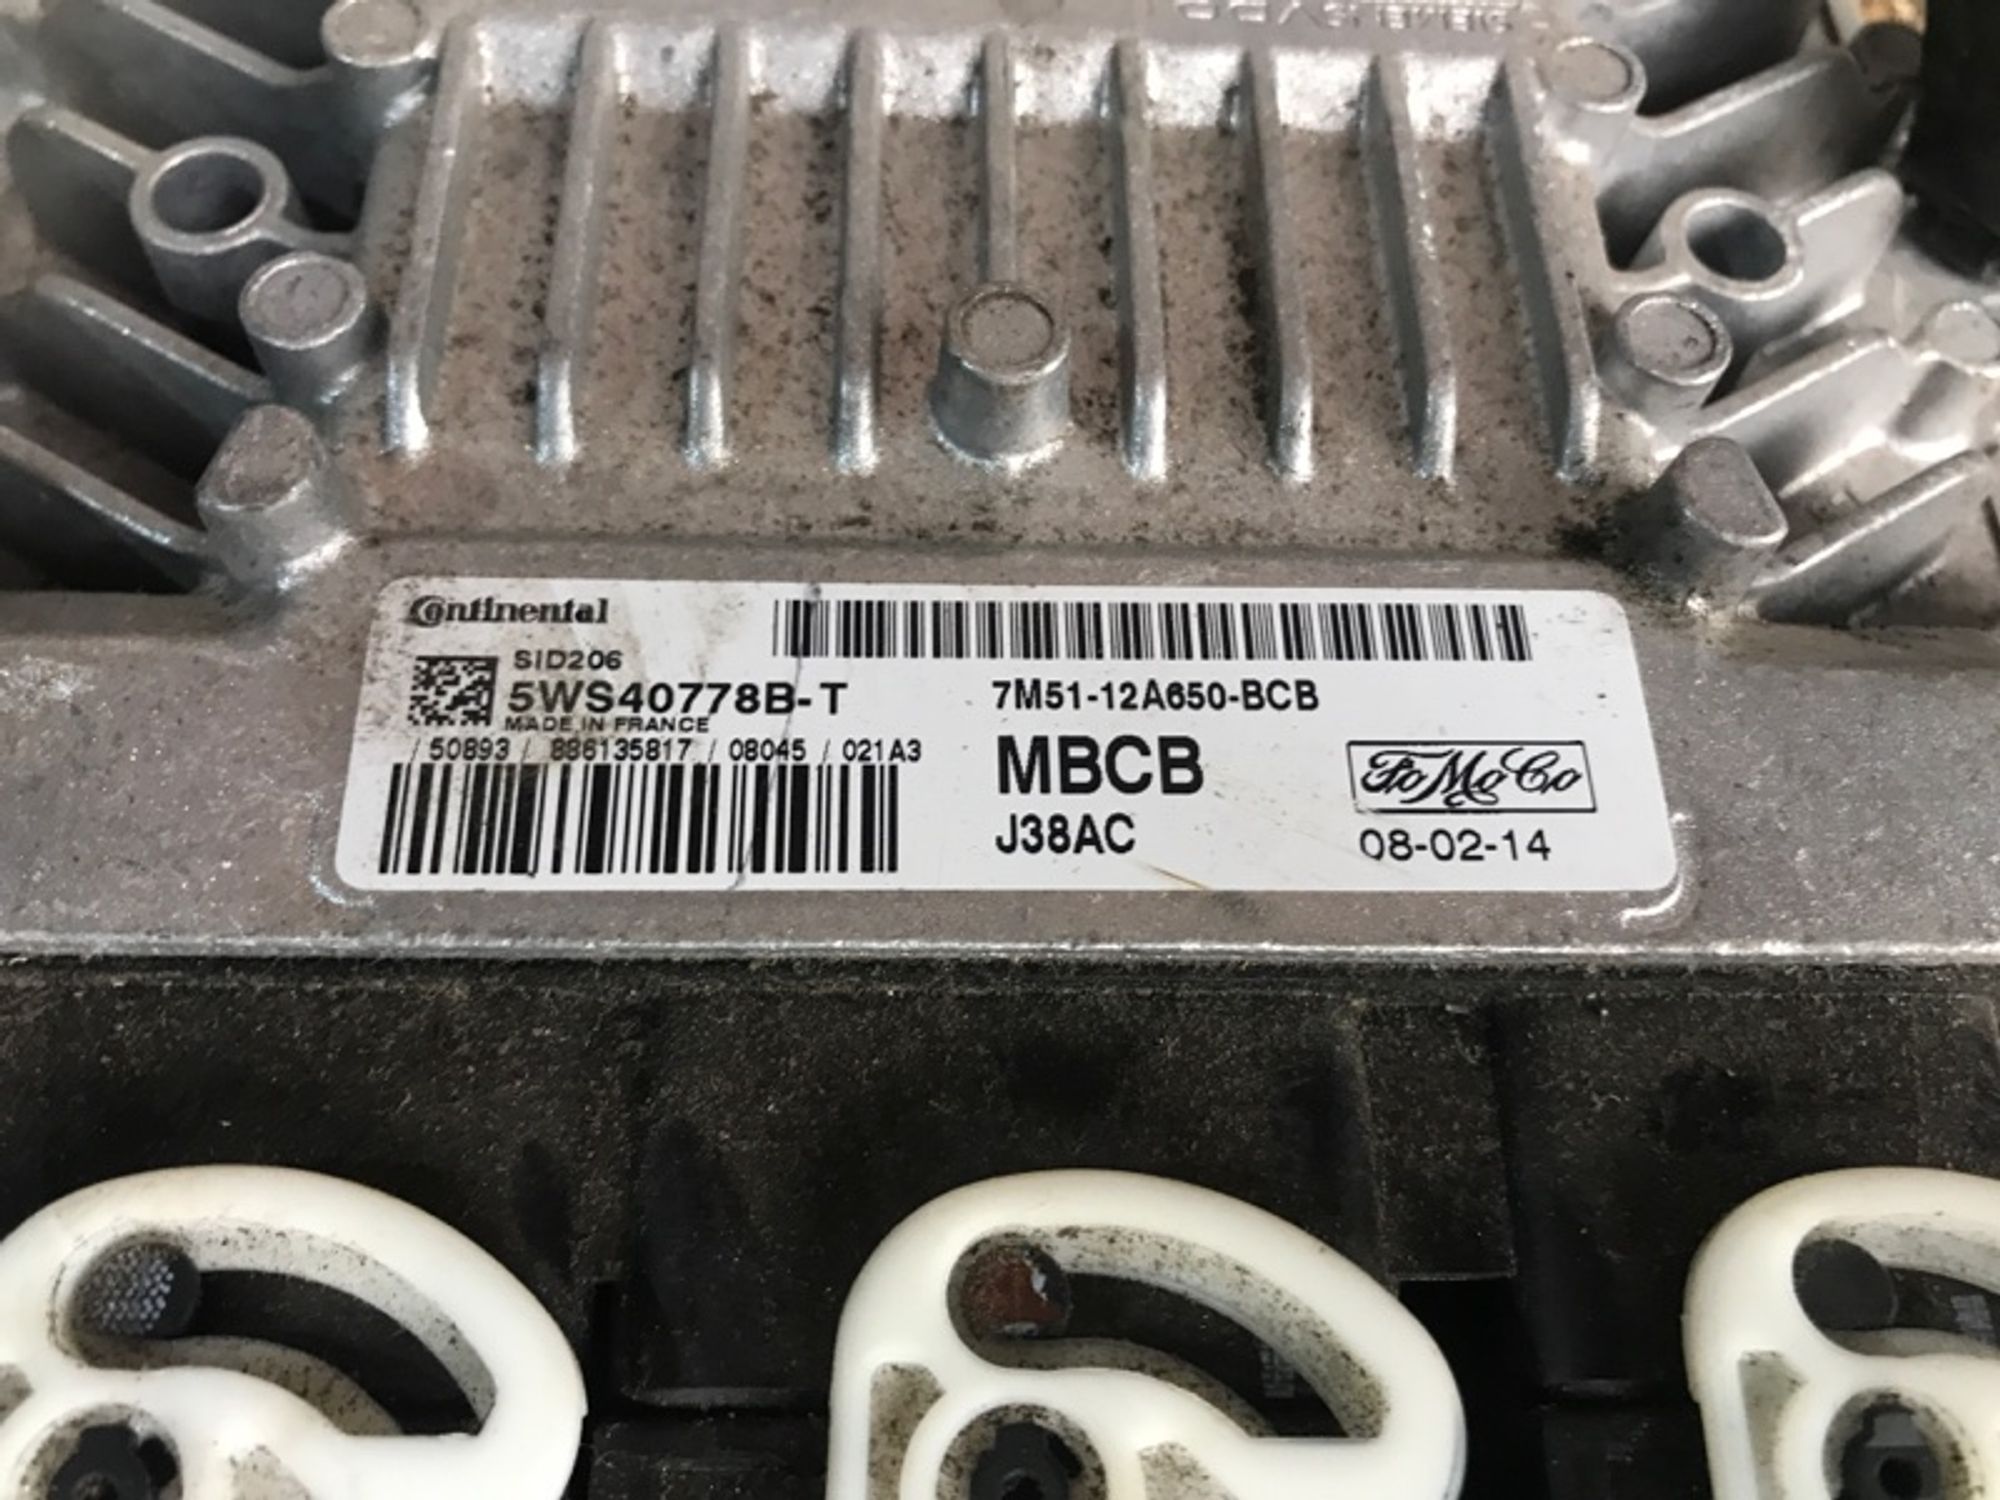 Continental
SID206
5WS40778B-T
MADE IN FRANCE
/ 50893 / 886135817 / 08045 / 021A3
7M51-12A650-BCB
MBCB
J38AC
FoMoCo
08-02-14